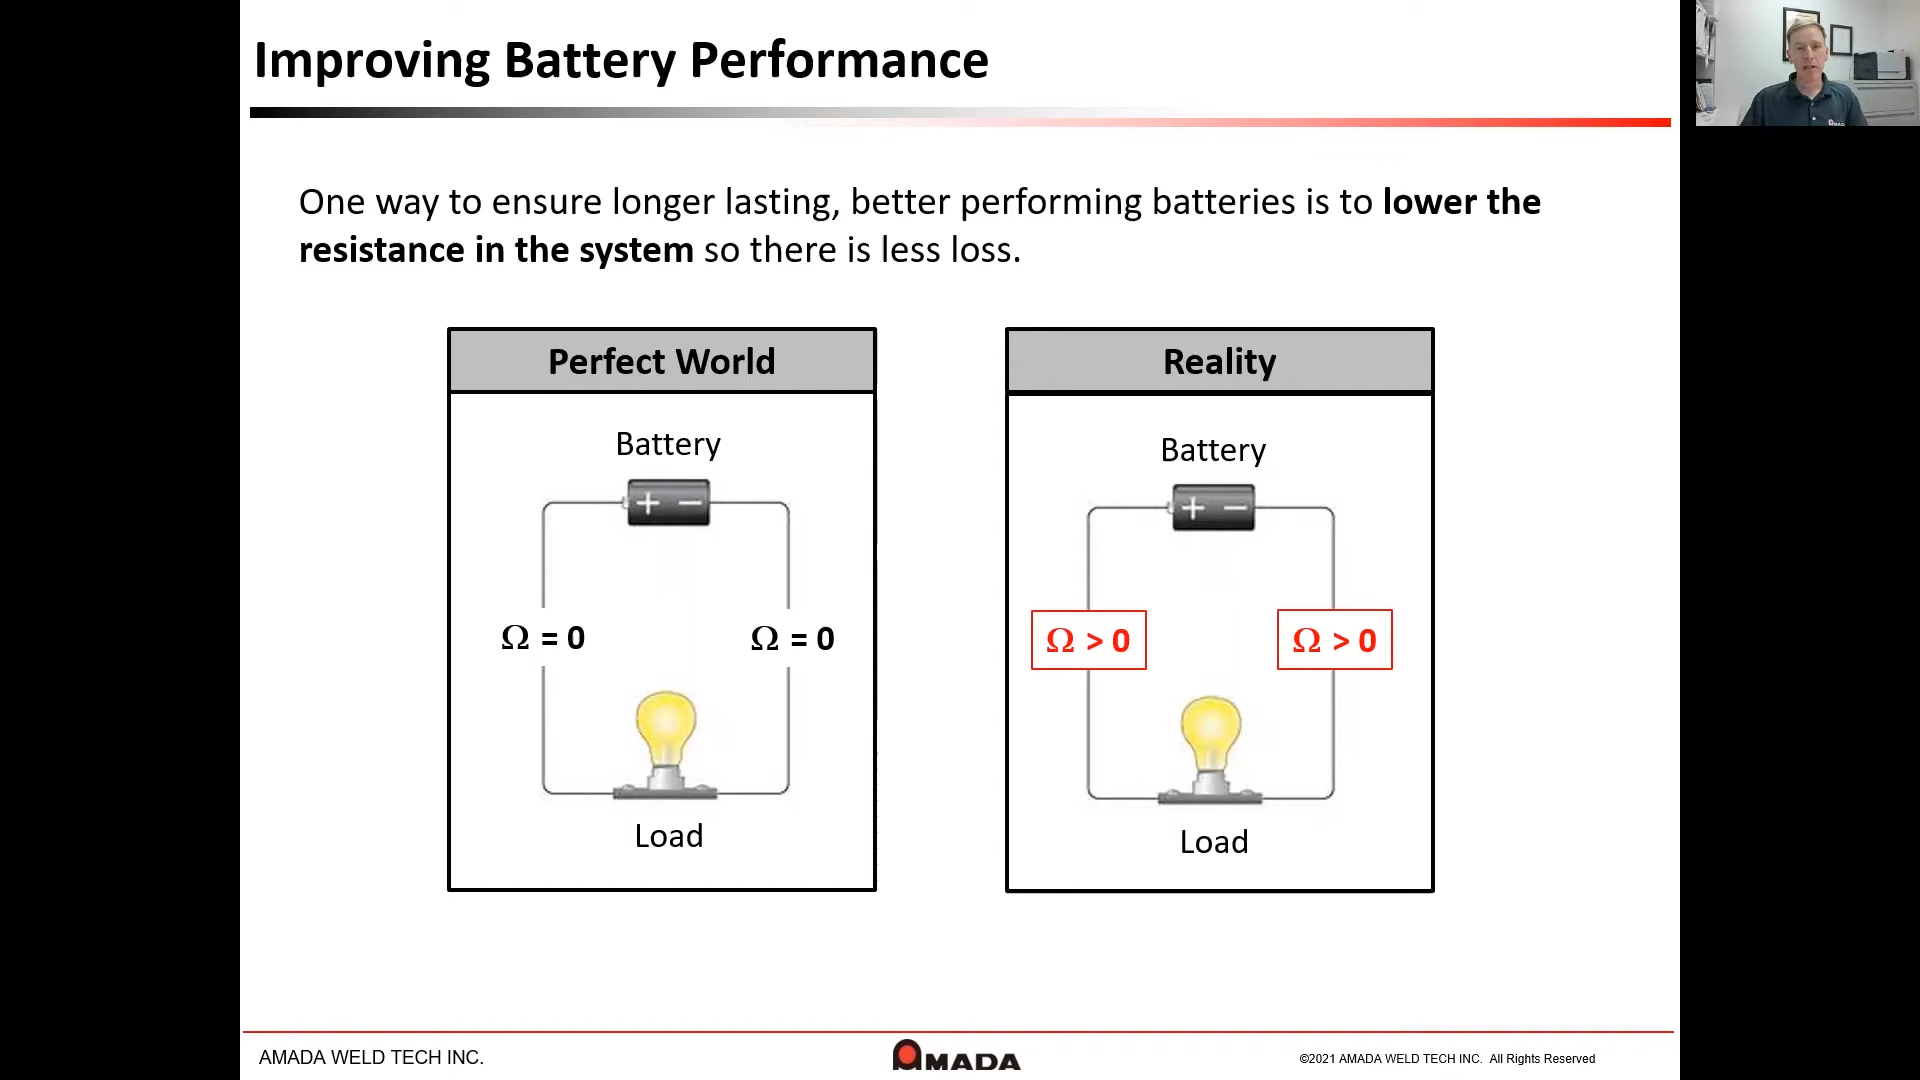 Improving Battery Performance
One way to ensure longer lasting, better performing batteries is to lower the
resistance in the system so there is less loss.
Perfect World
Battery
+ −
Ω = 0
Ω = 0
Load
Reality
Battery
+ −
Ω > 0
Ω > 0
Load
AMADA WELD TECH INC.
AMADA
©2021 AMADA WELD TECH INC. All Rights Reserved